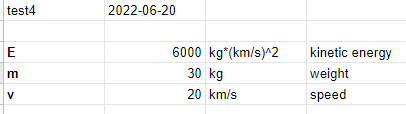 test4 2022-06-20
E 6000 kg*(km/s)^2 kinetic energy
m 30 kg weight
v 20 km/s speed